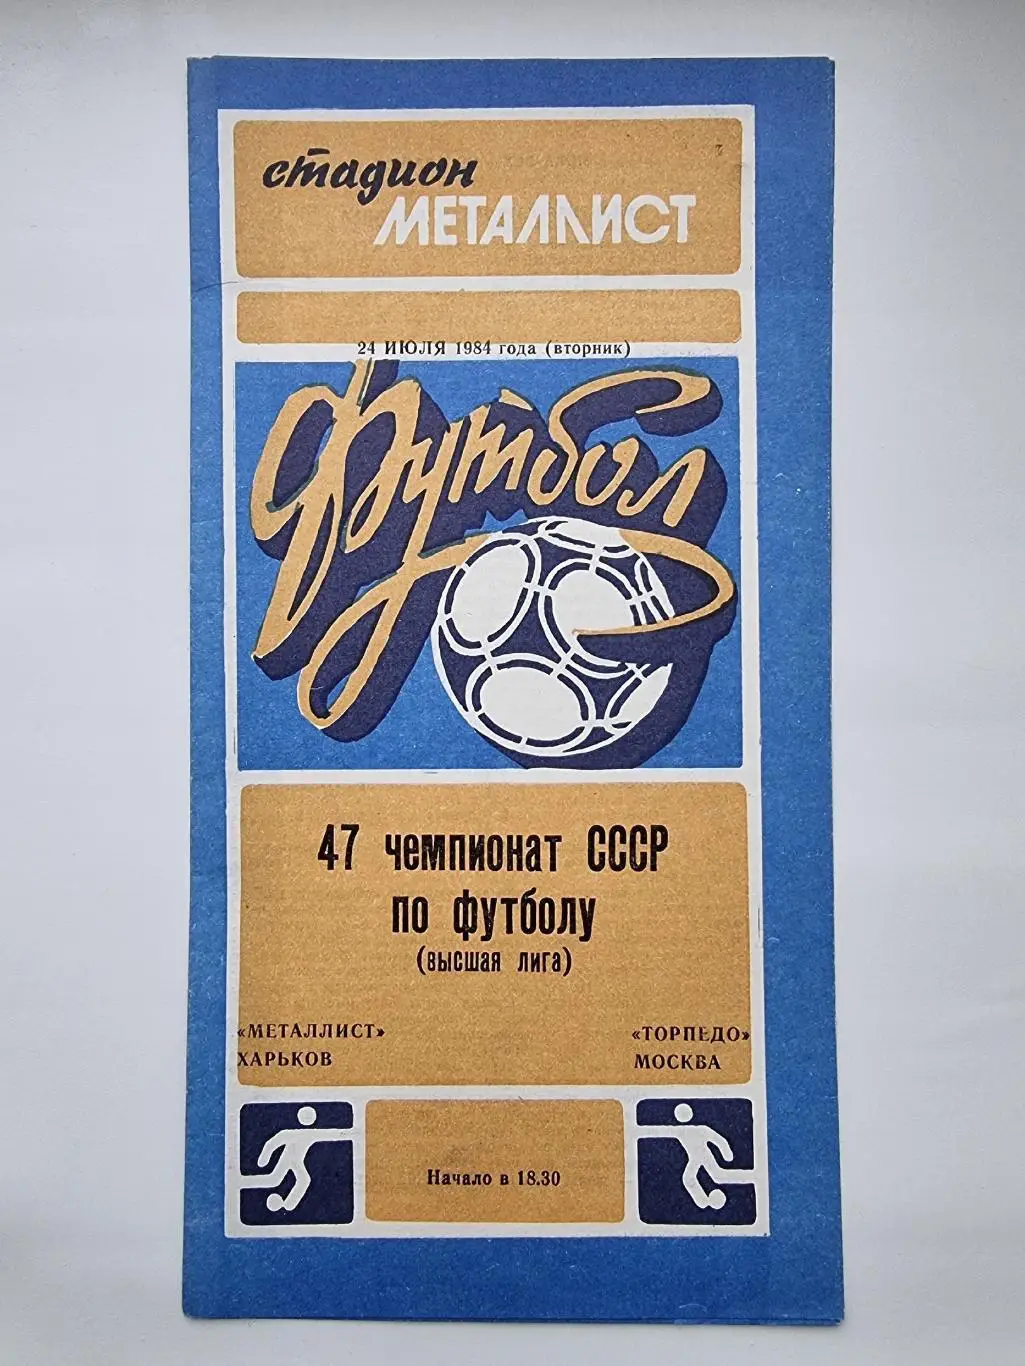 стадион
МЕТАЛЛИСТ
24 ИЮЛЯ 1984 года (вторник)
Футбол
47 чемпионат СССР
по футболу
(высшая лига)
«МЕТАЛЛИСТ» «ТОРПЕДО»
ХАРЬКОВ МОСКВА
Начало в 18.30